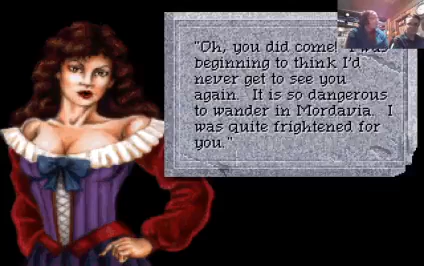 "Oh, you did come! I was
beginning to think I'd
never get to see you
again. It is so dangerous
to wander in Mordavia. I
was quite frightened for
you."